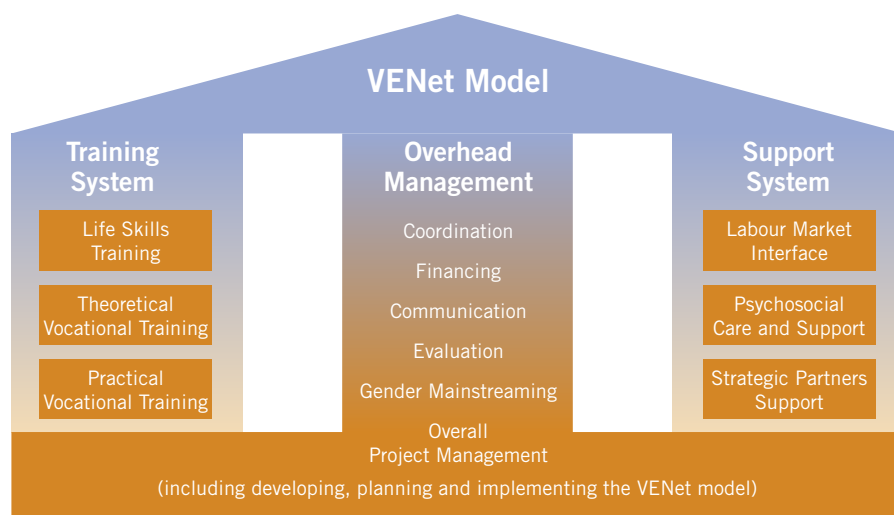 VENet Model
Training
System
Life Skills
Training
Theoretical
Vocational Training
Practical
Vocational Training
Overhead
Management
Coordination
Financing
Communication
Evaluation
Gender Mainstreaming
Overall
Project Management
(including developing, planning and implementing the VENet model)
Support
System
Labour Market
Interface
Psychosocial
Care and Support
Strategic Partners
Support